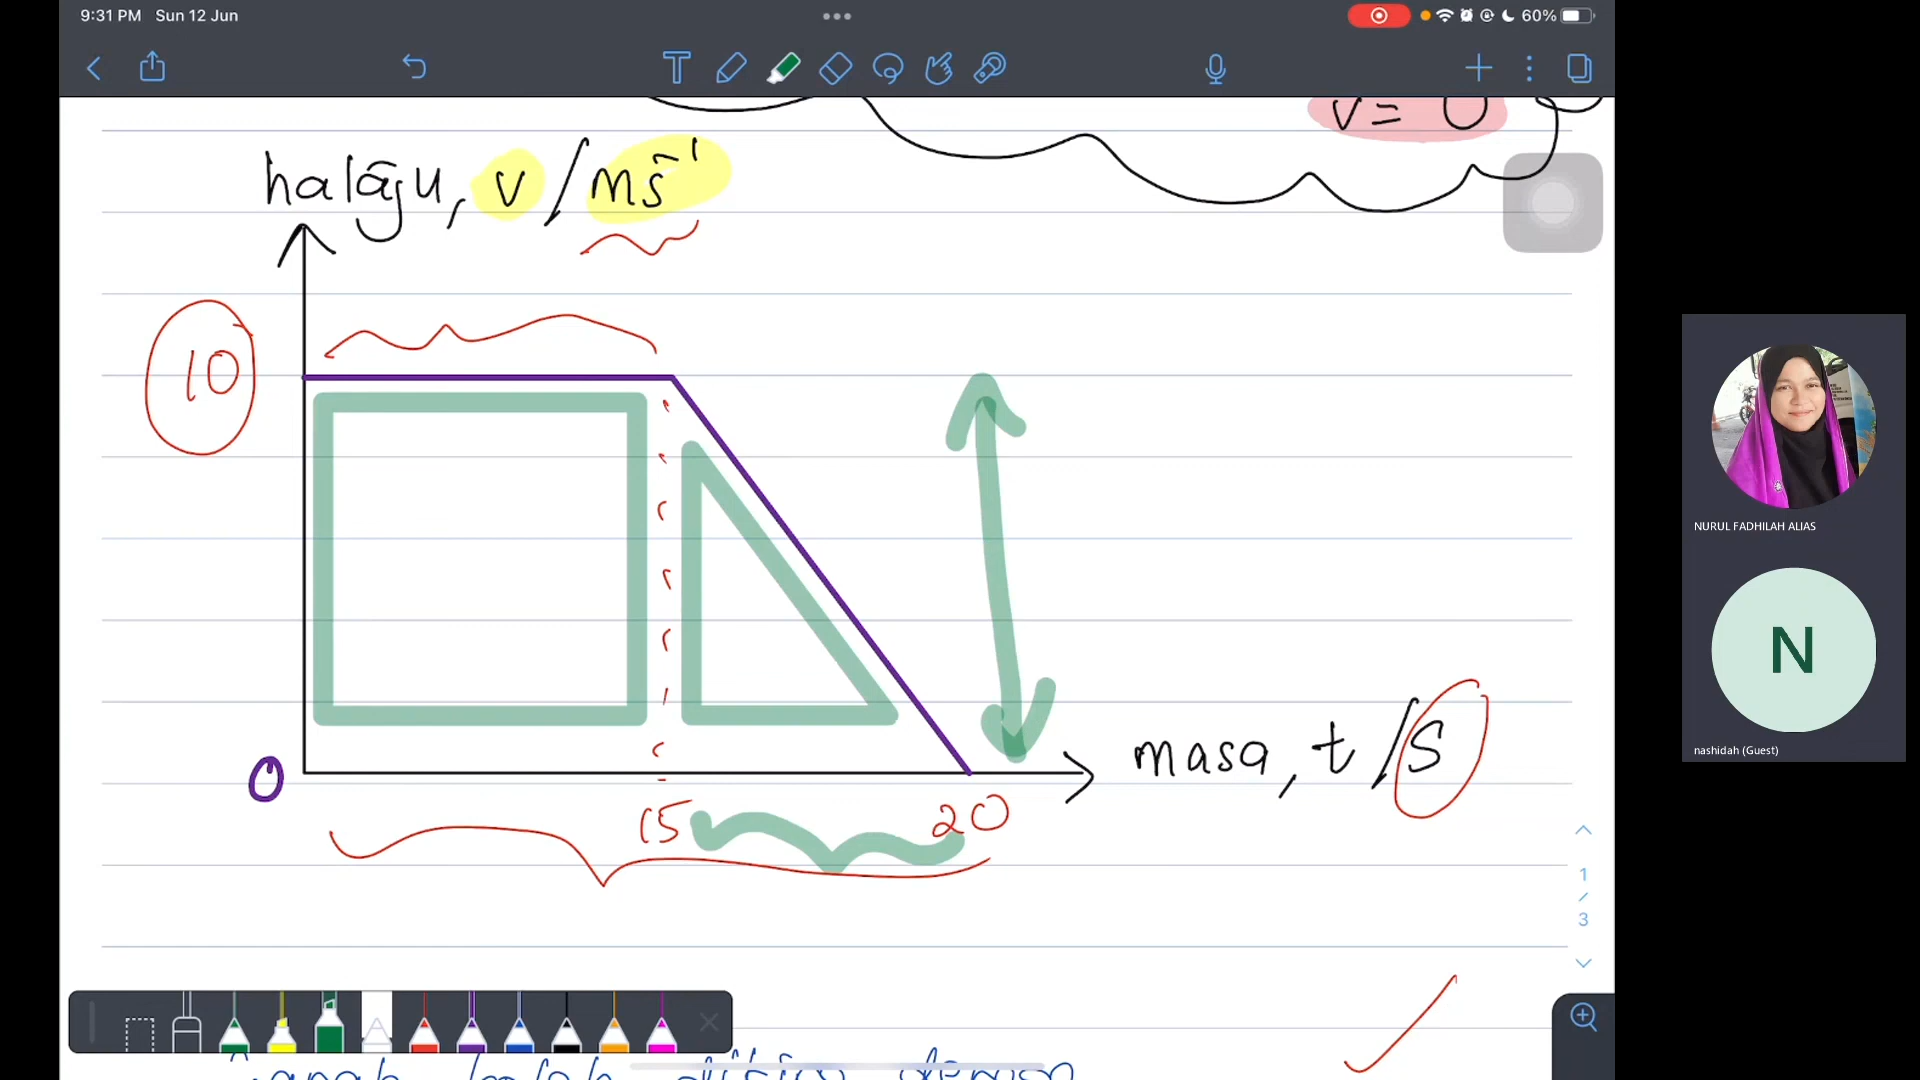 9:31 PM Sun 12 Jun
60%
v = 0
halaju, v / ms⁻¹
10
0
15
20
masa, t / s
1
/
3
NURUL FADHILAH ALIAS
N
nashidah (Guest)